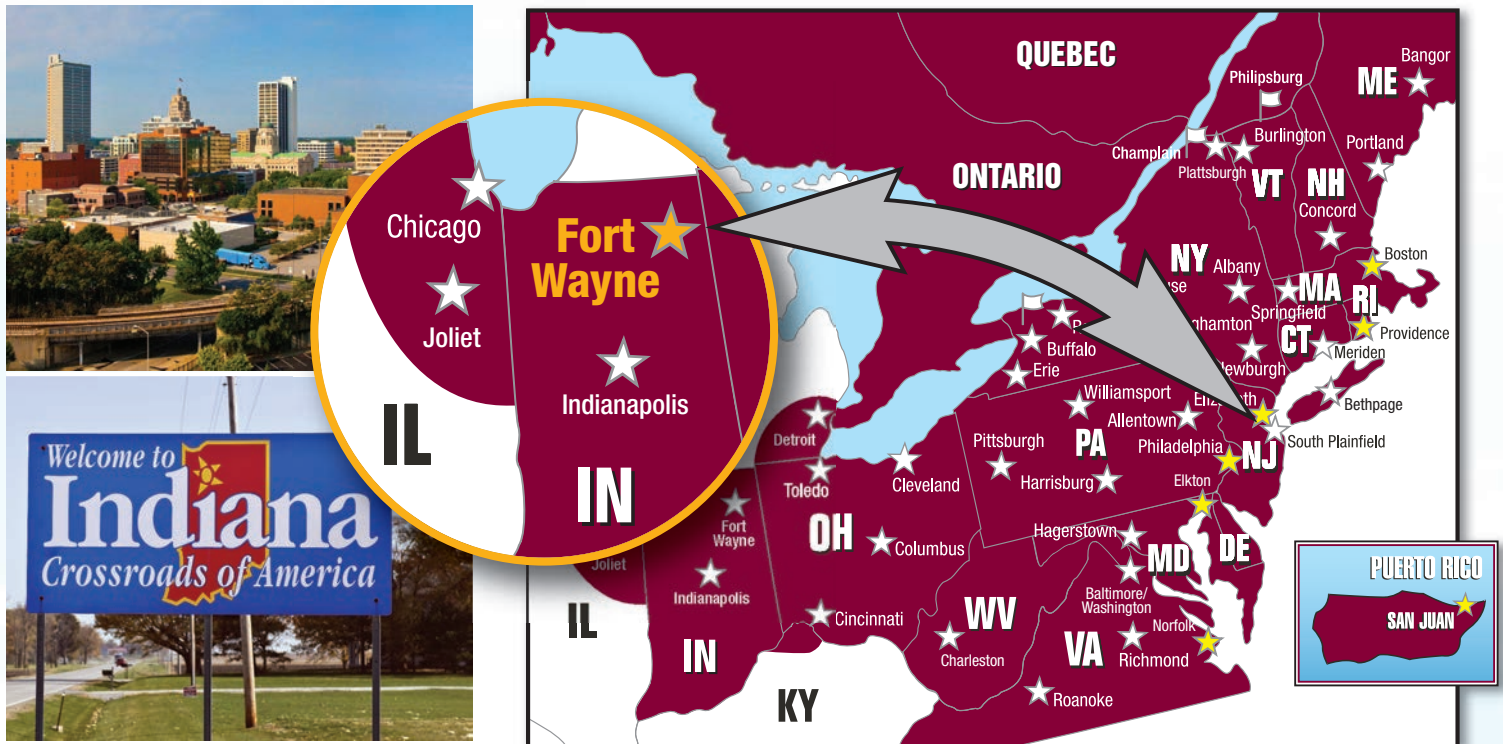 Welcome to
Indiana
Crossroads of America
Chicago
Joliet
Fort
Wayne
Indianapolis
IL
IN
QUEBEC
ONTARIO
Bangor
ME
Philipsburg
Champlain
Burlington
Plattsburgh
Portland
VT
NH
Concord
NY
Albany
Boston
MA
Springfield
RI
Providence
CT
Meriden
Newburgh
Buffalo
Erie
Williamsport
Allentown
Bethpage
South Plainfield
Detroit
Toledo
Cleveland
Pittsburgh
PA
Philadelphia
NJ
Harrisburg
Elkton
Fort
Wayne
OH
Columbus
Hagerstown
MD
DE
Joliet
Indianapolis
Baltimore/
Washington
IL
IN
Cincinnati
WV
Charleston
VA
Richmond
Norfolk
Roanoke
KY
PUERTO RICO
SAN JUAN